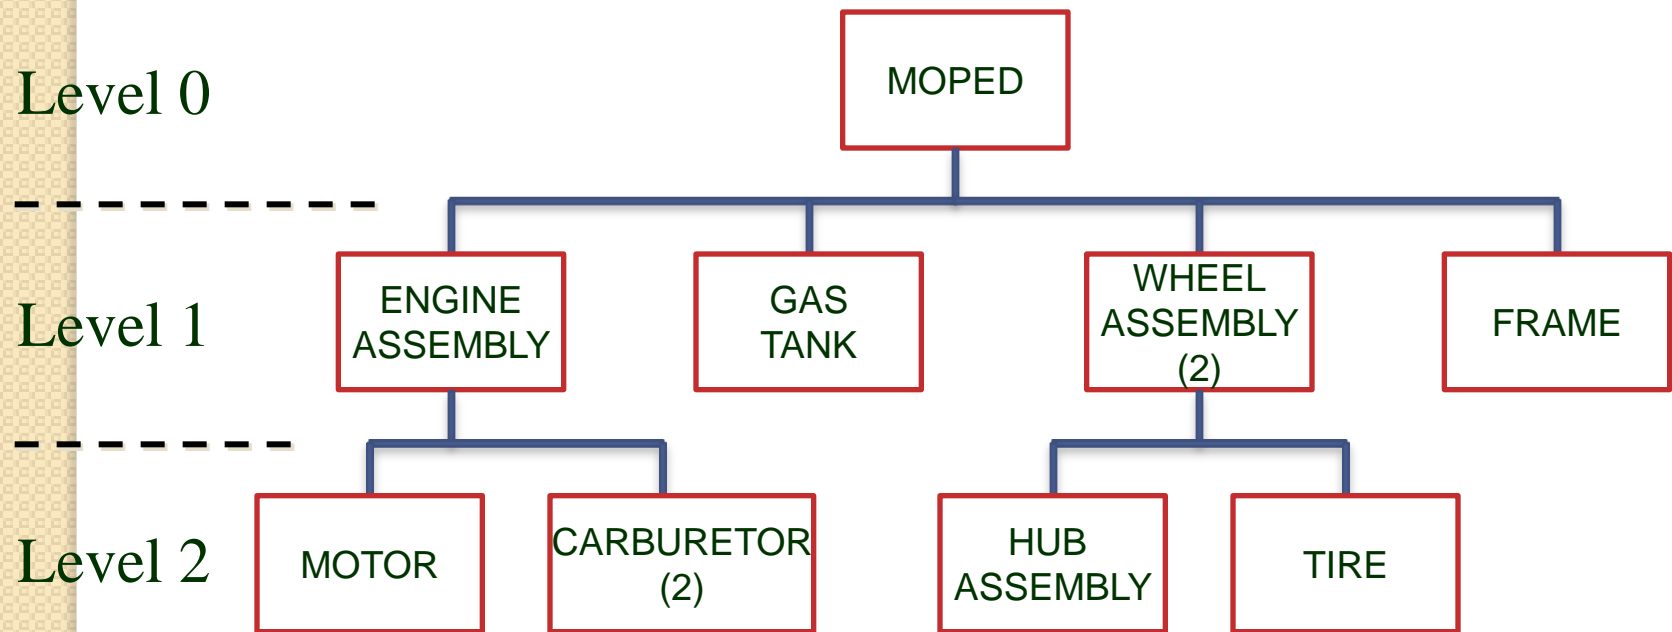 Level 0
MOPED
Level 1
ENGINE
ASSEMBLY
GAS
TANK
WHEEL
ASSEMBLY
(2)
FRAME
Level 2
MOTOR
CARBURETOR
(2)
HUB
ASSEMBLY
TIRE